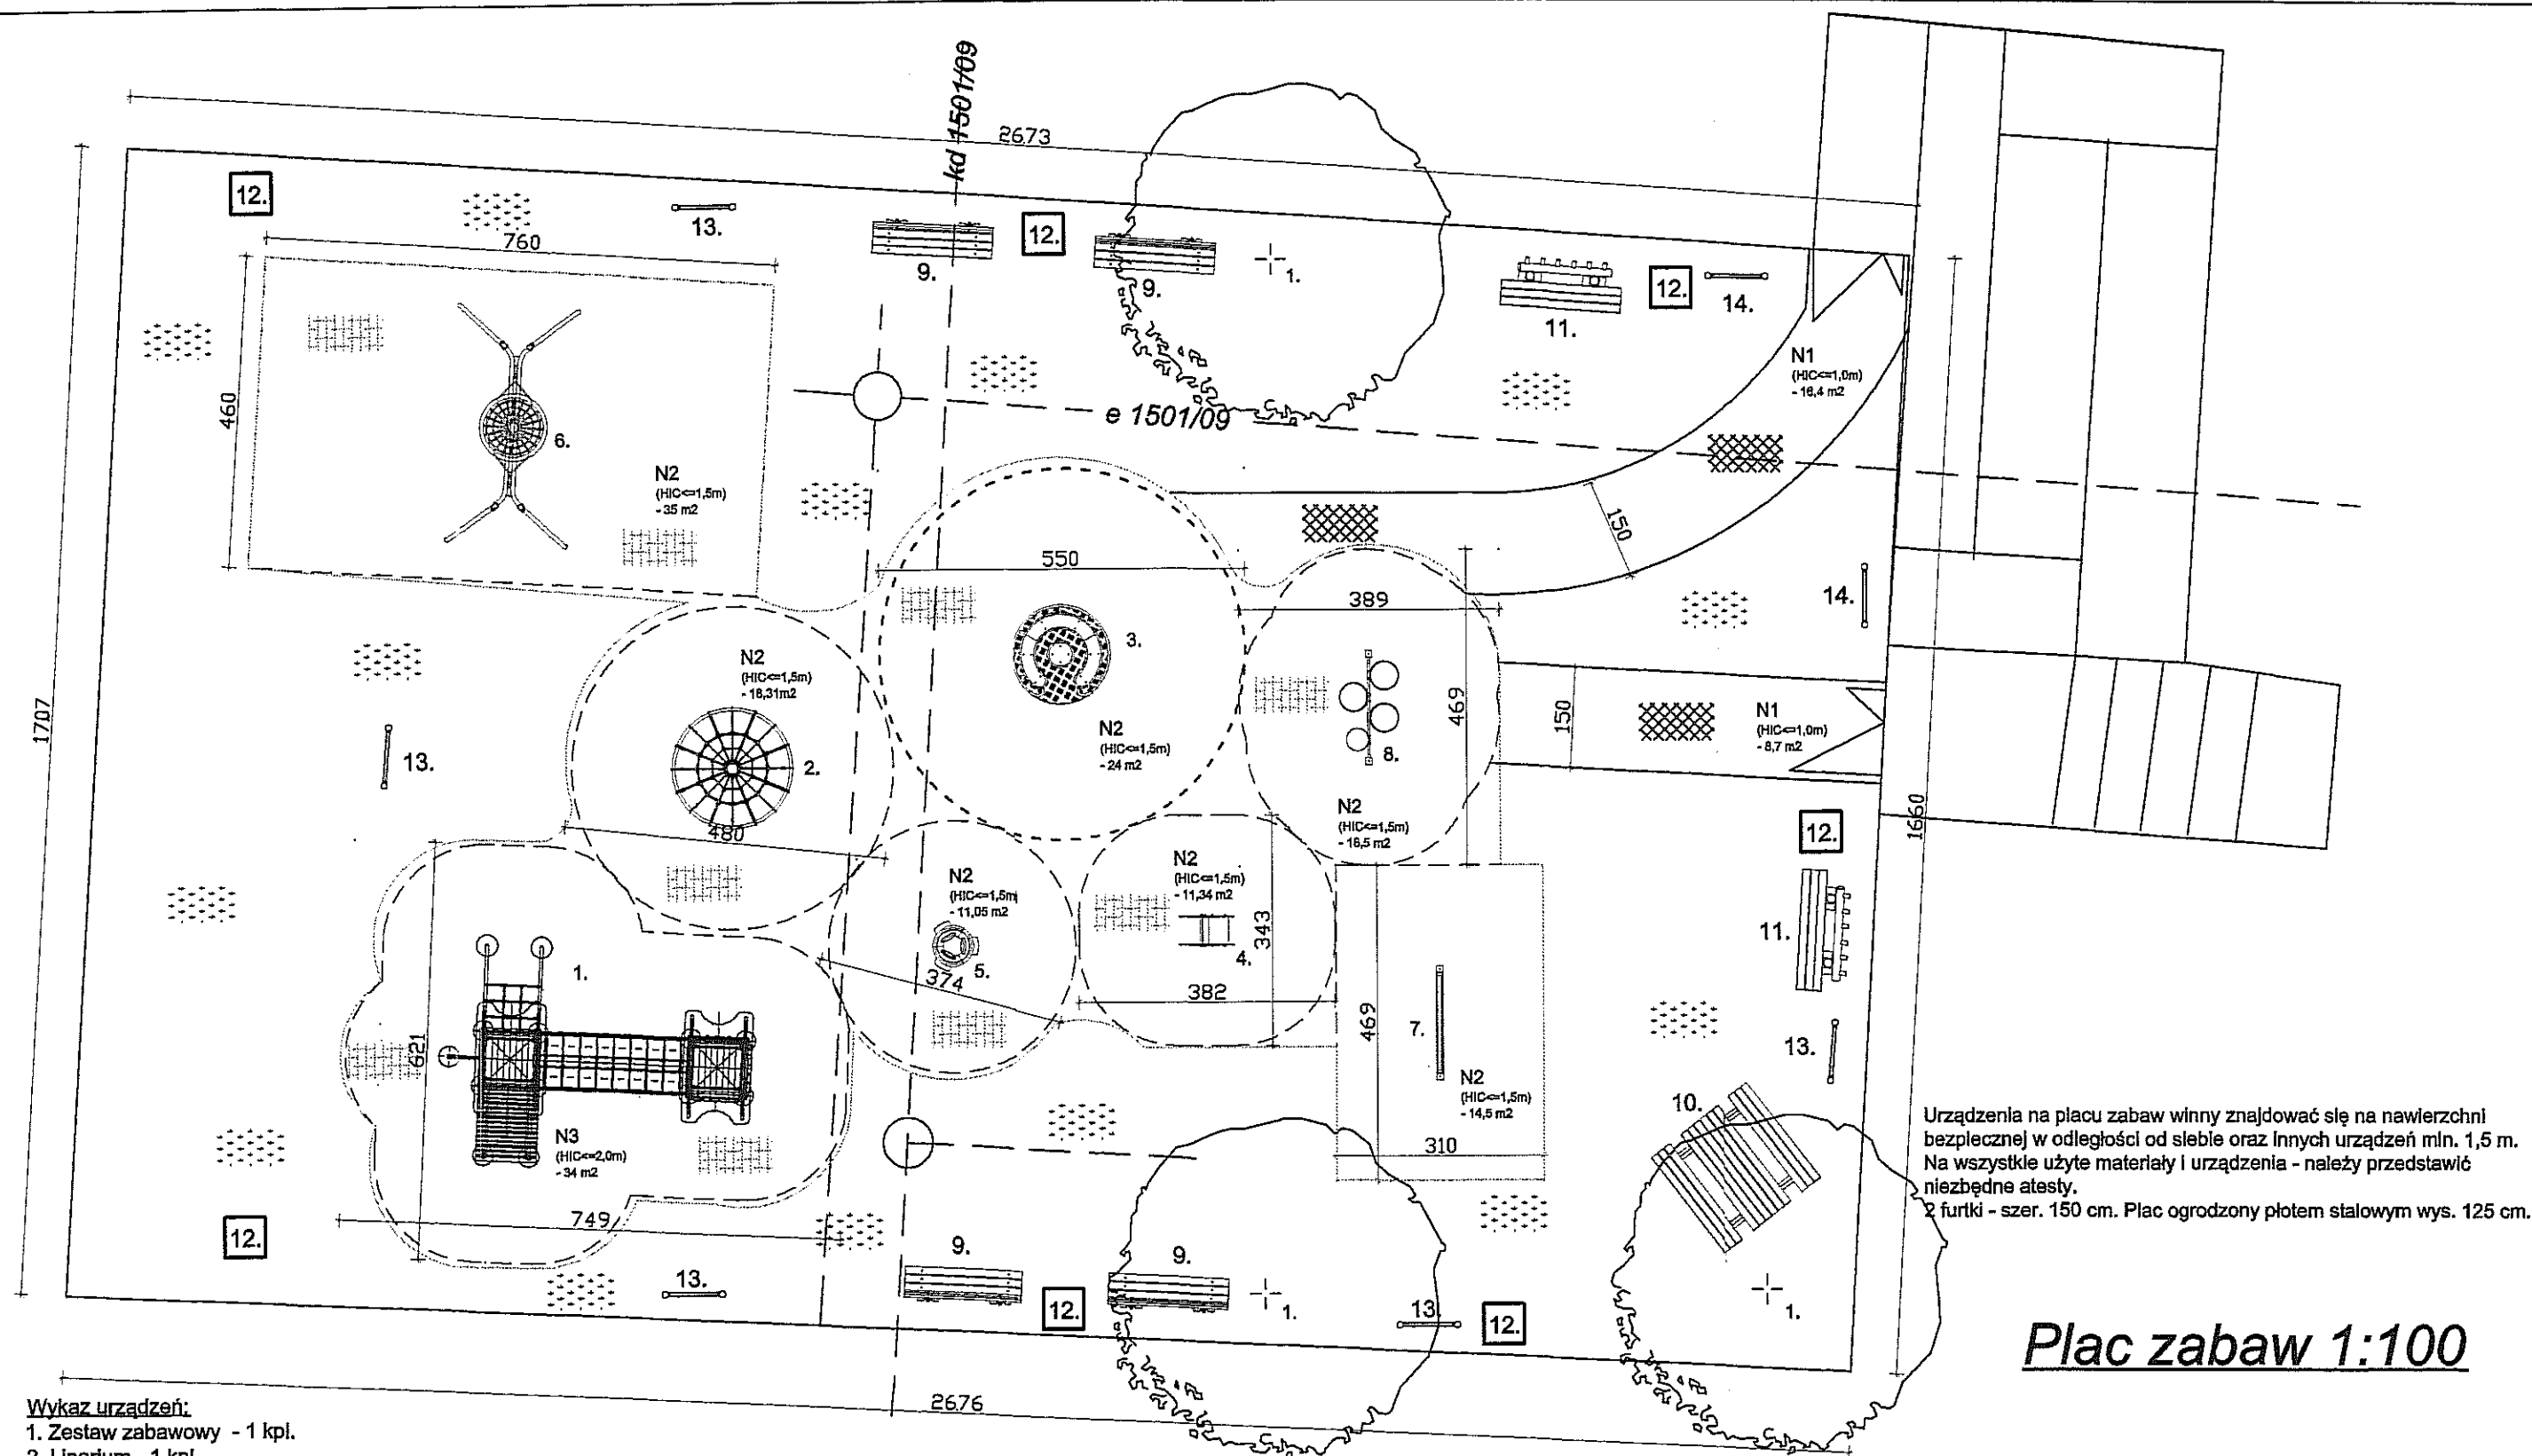 kd 1501/09
2673
12.
13.
9.
12.
9.
1.
11.
12.
14.
760
460
6.
N2
(HIC<=1,5m)
- 35 m2
e 1501/09
N1
(HIC<=1,0m)
- 16,4 m2
150
550
3.
N2
(HIC<=1,5m)
- 24 m2
389
469
8.
N2
(HIC<=1,5m)
- 18,5 m2
14.
150
N1
(HIC<=1,0m)
- 8,7 m2
1660
1707
13.
N2
(HIC<=1,5m)
- 18,31m2
2.
480
N2
(HIC<=1,5m)
- 11,05 m2
5.
374
N2
(HIC<=1,5m)
- 11,34 m2
343
4.
382
12.
11.
13.
10.
469
7.
N2
(HIC<=1,5m)
- 14,5 m2
310
1.
621
N3
(HIC<=2,0m)
- 34 m2
749
12.
13.
9.
12.
9.
1.
13.
12.
1.
2676
Urządzenia na placu zabaw winny znajdować się na nawierzchni
bezpiecznej w odległości od siebie oraz innych urządzeń min. 1,5 m.
Na wszystkie użyte materiały i urządzenia - należy przedstawić
niezbędne atesty.
2 furtki - szer. 150 cm. Plac ogrodzony płotem stalowym wys. 125 cm.
Plac zabaw 1:100
Wykaz urządzeń:
1. Zestaw zabawowy - 1 kpl.